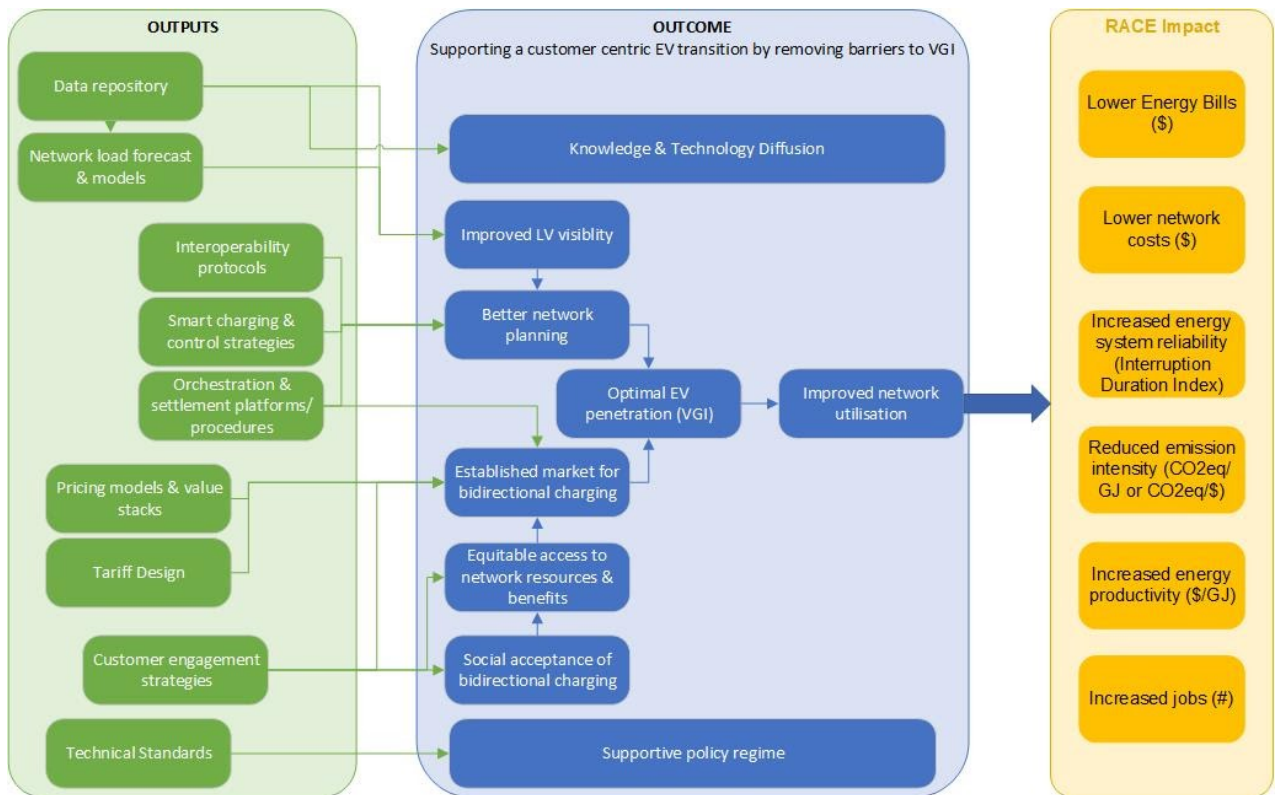 OUTPUTS
Data repository
Network load forecast
& models
Interoperability
protocols
Smart charging &
control strategies
Orchestration &
settlement platforms/
procedures
Pricing models & value
stacks
Tariff Design
Customer engagement
strategies
Technical Standards
OUTCOME
Supporting a customer centric EV transition by removing barriers to VGI
Knowledge & Technology Diffusion
Improved LV visiblity
Better network
planning
Optimal EV
penetration (VGI)
Improved network
utilisation
Established market for
bidirectional charging
Equitable access to
network resources &
benefits
Social acceptance of
bidirectional charging
Supportive policy regime
RACE Impact
Lower Energy Bills
($)
Lower network
costs ($)
Increased energy
system reliability
(Interruption
Duration Index)
Reduced emission
intensity (CO2eq/
GJ or CO2eq/$)
Increased energy
productivity ($/GJ)
Increased jobs (#)